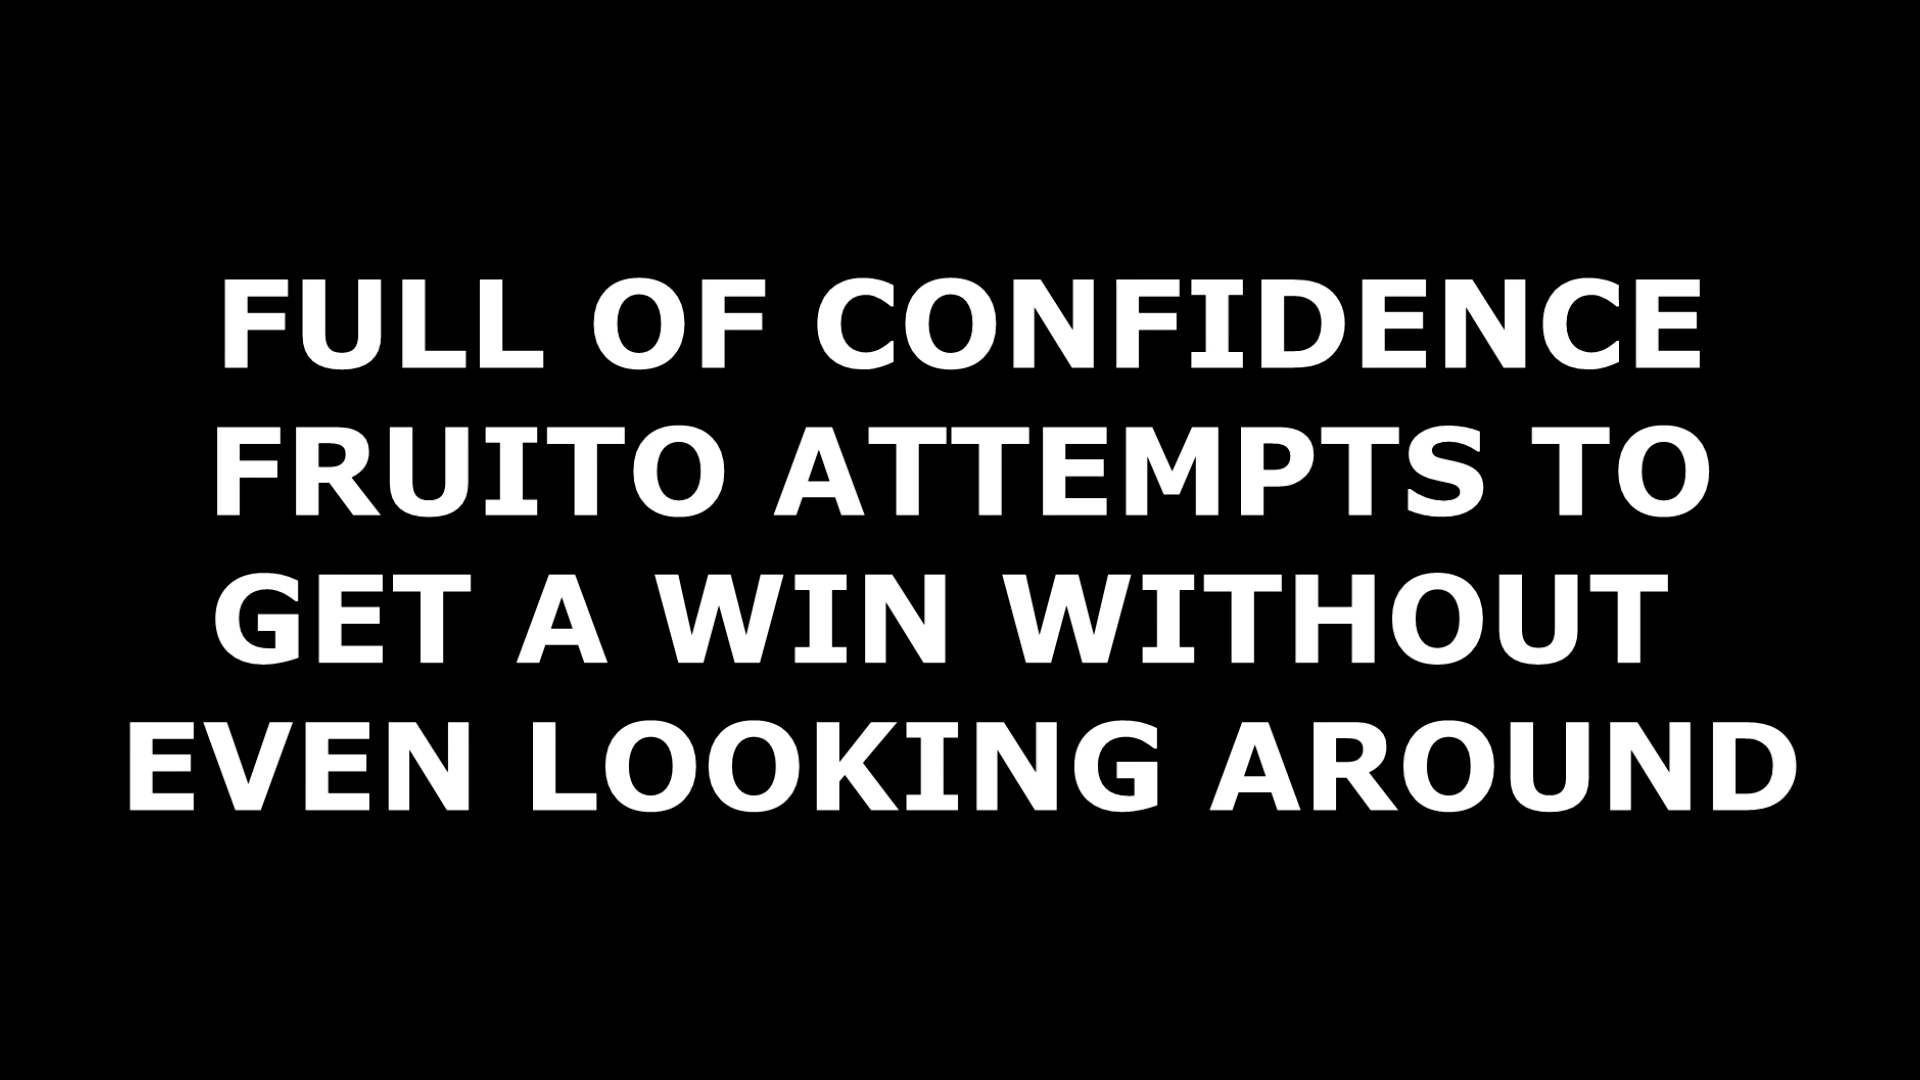 FULL OF CONFIDENCE
FRUITO ATTEMPTS TO
GET A WIN WITHOUT
EVEN LOOKING AROUND